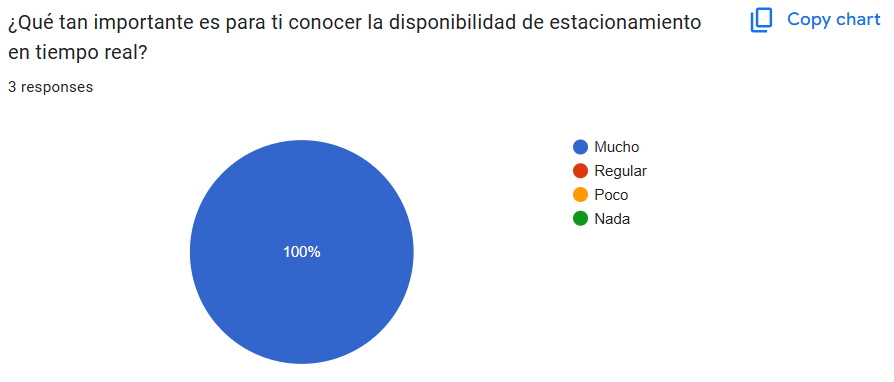 ¿Qué tan importante es para ti conocer la disponibilidad de estacionamiento
en tiempo real?
Copy chart
3 responses
100%
Mucho
Regular
Poco
Nada